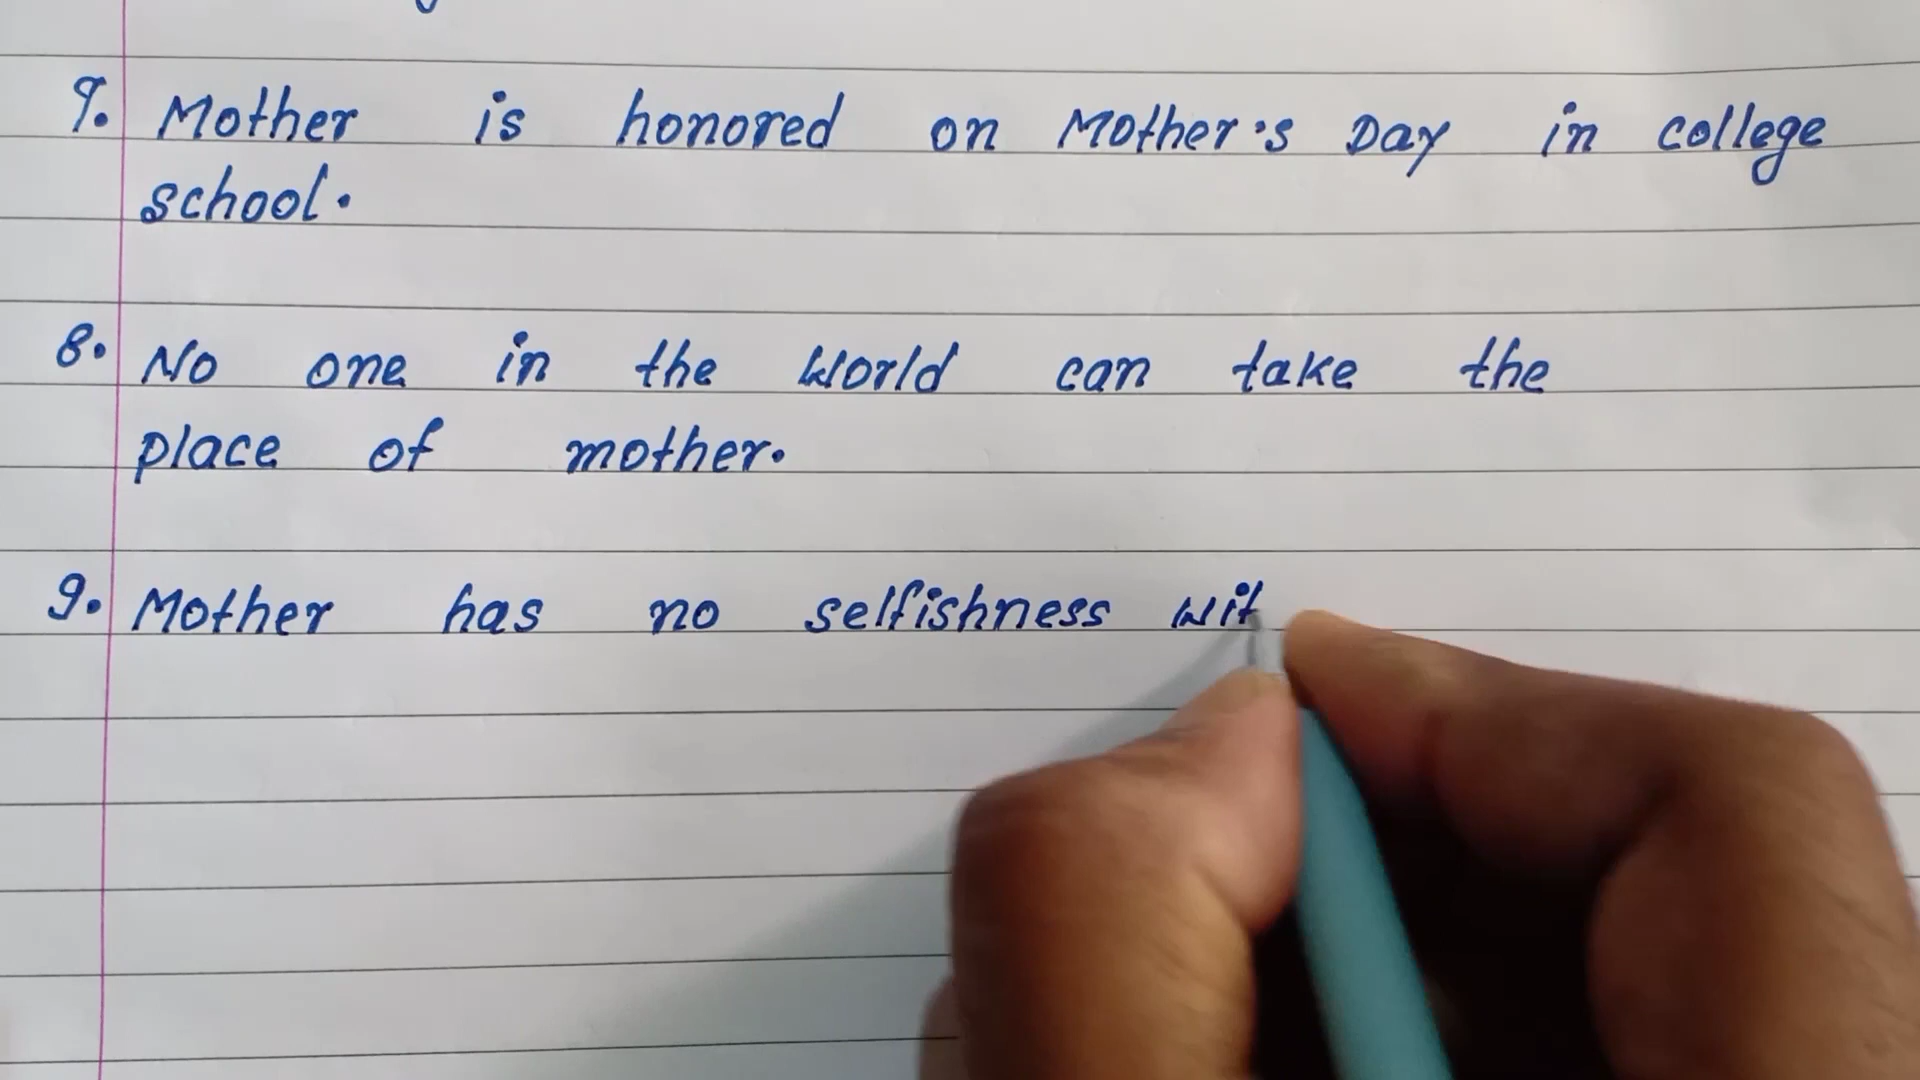 7. Mother is honored on Mother's Day in college
school.
8. No one in the world can take the
place of mother.
9. Mother has no selfishness wit